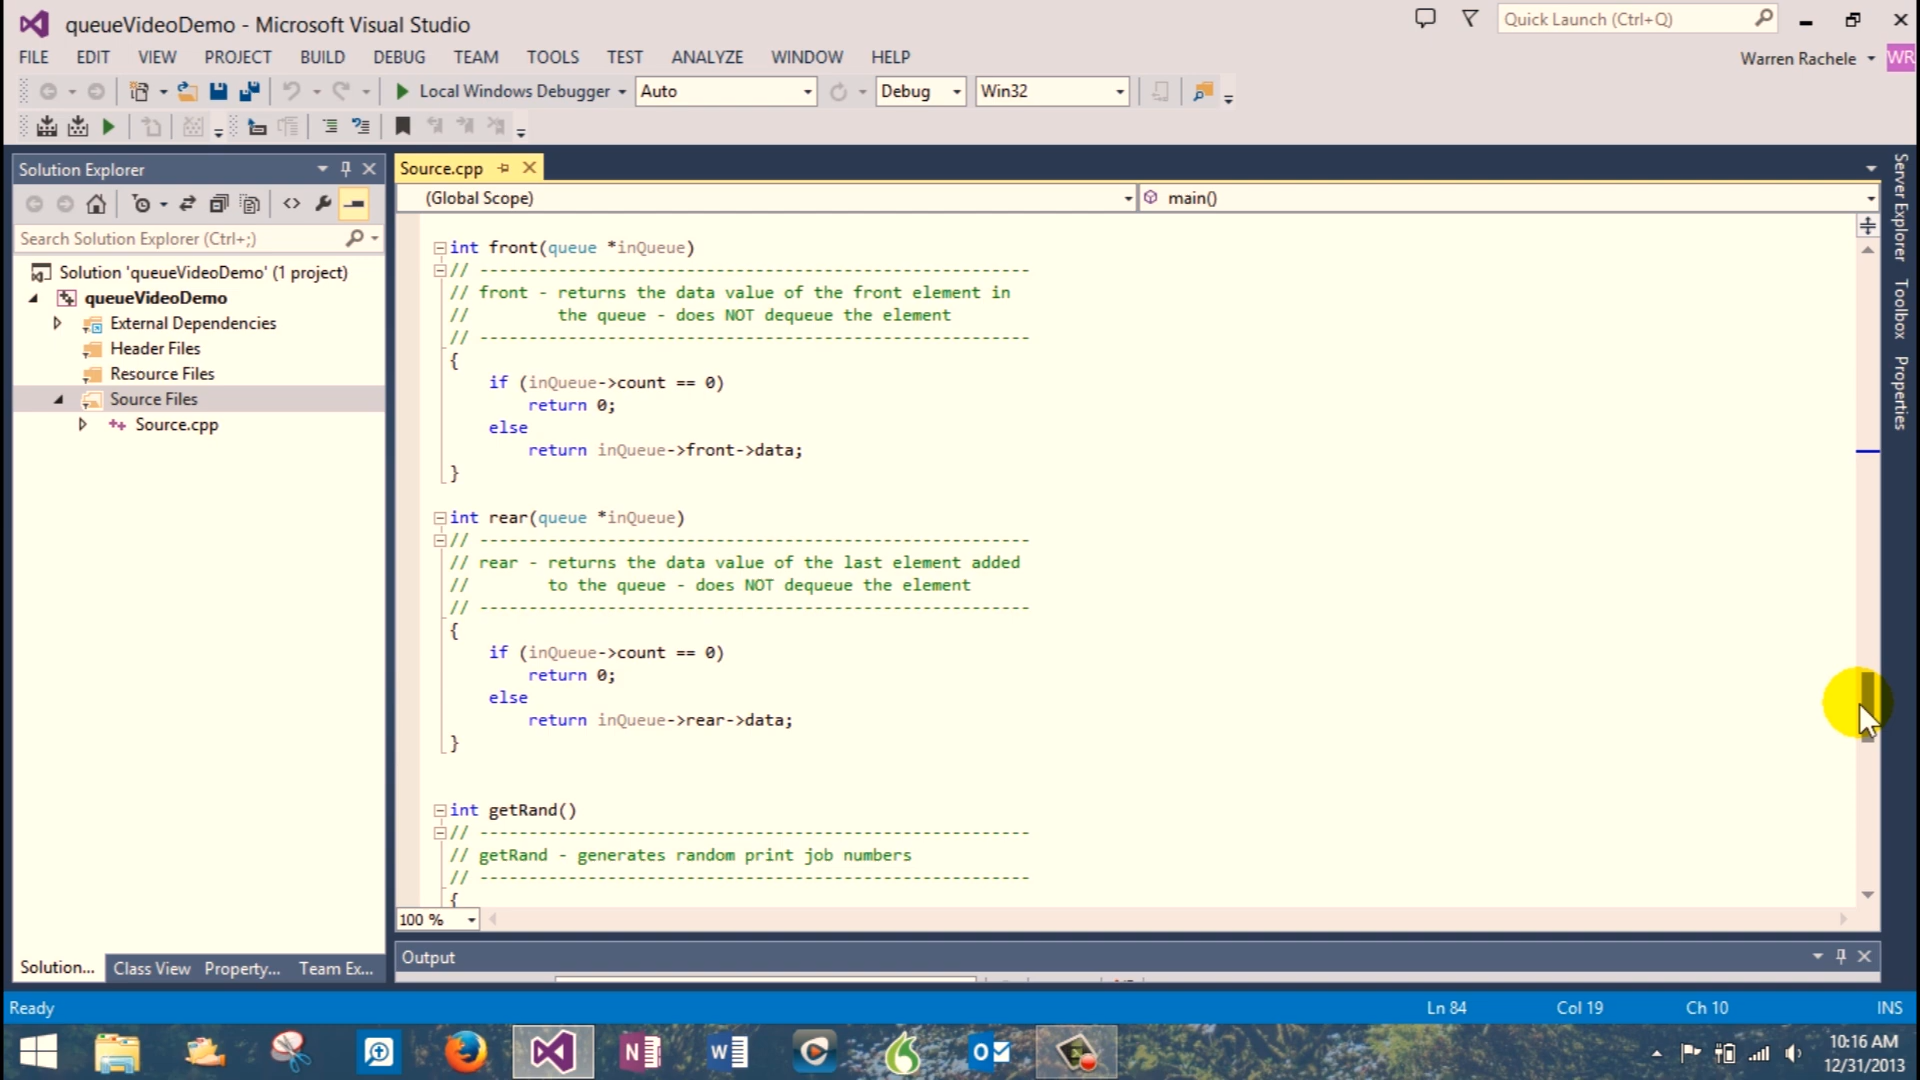 queueVideoDemo - Microsoft Visual Studio
Quick Launch (Ctrl+Q)
FILE EDIT VIEW PROJECT BUILD DEBUG TEAM TOOLS TEST ANALYZE WINDOW HELP
Warren Rachele
WR
Local Windows Debugger
Auto
Debug
Win32
Solution Explorer
Source.cpp
(Global Scope)
main()
Search Solution Explorer (Ctrl+;)
Solution 'queueVideoDemo' (1 project)
queueVideoDemo
External Dependencies
Header Files
Resource Files
Source Files
Source.cpp
int front(queue *inQueue)
// --------------------------------------------------------
// front - returns the data value of the front element in
// the queue - does NOT dequeue the element
// --------------------------------------------------------
{
if (inQueue->count == 0)
return 0;
else
return inQueue->front->data;
}
int rear(queue *inQueue)
// --------------------------------------------------------
// rear - returns the data value of the last element added
// to the queue - does NOT dequeue the element
// --------------------------------------------------------
{
if (inQueue->count == 0)
return 0;
else
return inQueue->rear->data;
}
int getRand()
// --------------------------------------------------------
// getRand - generates random print job numbers
// --------------------------------------------------------
{
100 %
Server Explorer
Toolbox
Properties
Solution... Class View Property... Team Ex...
Output
Ready
Ln 84
Col 19
Ch 10
INS
10:16 AM
12/31/2013